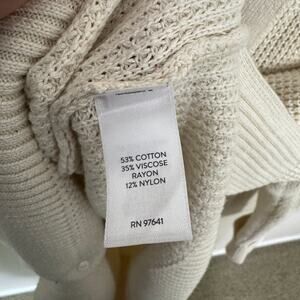 53% COTTON
35% VISCOSE
RAYON
12% NYLON
RN 97641